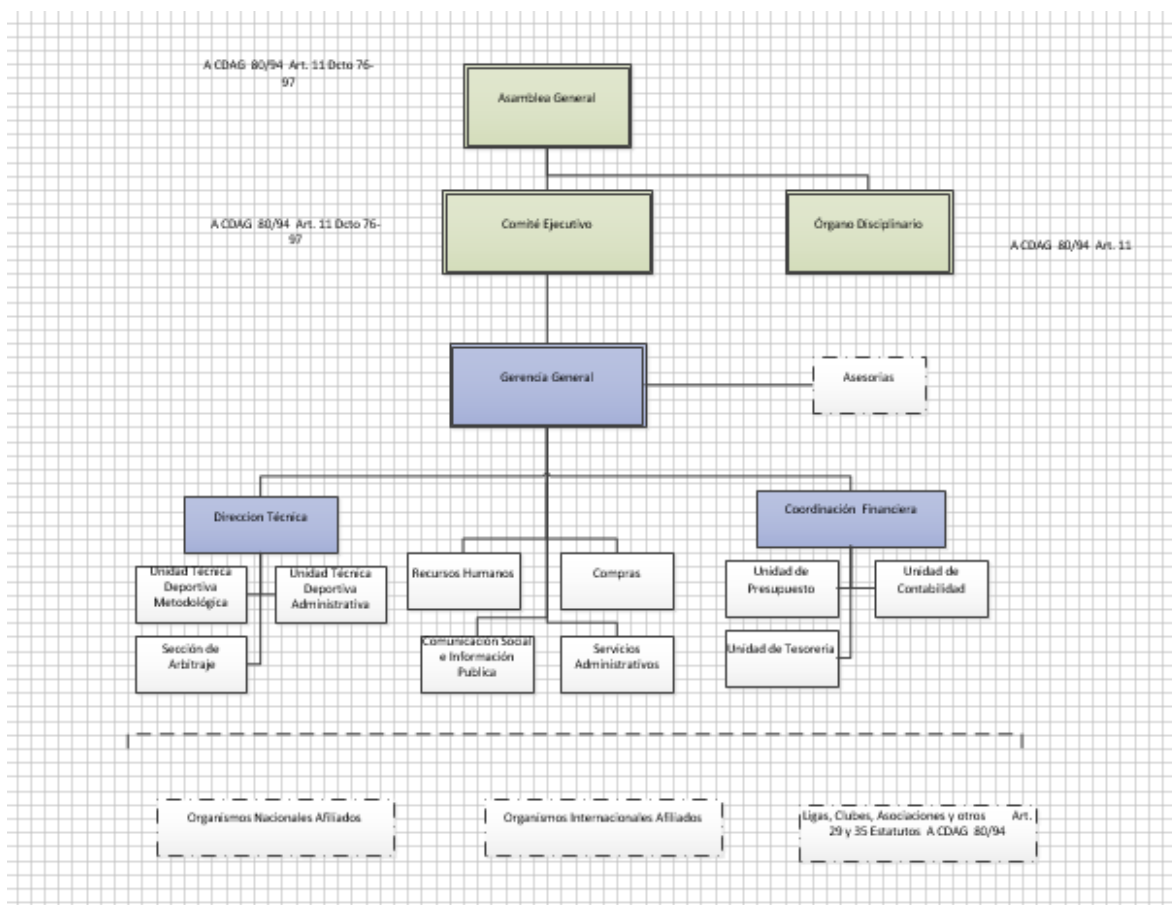 A CDAG 80/94 Art. 11 Dcto 76-
97
Asamblea General
A CDAG 80/94 Art. 11 Dcto 76-
97
Comité Ejecutivo
Órgano Disciplinario
A CDAG 80/94 Art. 11
Gerencia General
Asesorias
Direccion Técnica
Coordinación Financiera
Unidad Técnica
Deportiva
Metodológica
Unidad Técnica
Deportiva
Administrativa
Recursos Humanos
Compras
Unidad de
Presupuesto
Unidad de
Contabilidad
Sección de
Arbitraje
Comunicación Social
e Información
Publica
Servicios
Administrativos
Unidad de Tesoreria
Organismos Nacionales Afiliados
Organismos Internacionales Afiliados
Ligas, Clubes, Asociaciones y otros Art.
29 y 35 Estatutos A CDAG 80/94